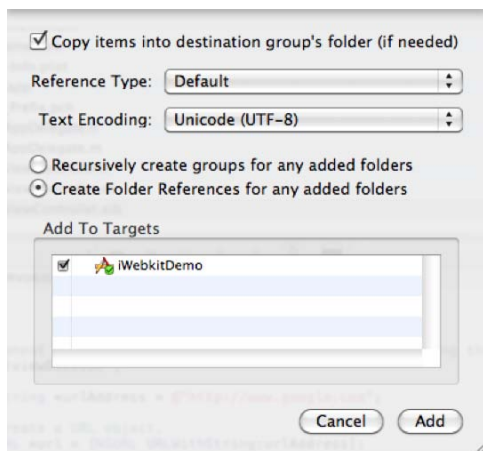 Copy items into destination group's folder (if needed)
Reference Type: Default
Text Encoding: Unicode (UTF-8)
Recursively create groups for any added folders
Create Folder References for any added folders
Add To Targets
iWebkitDemo
Cancel Add